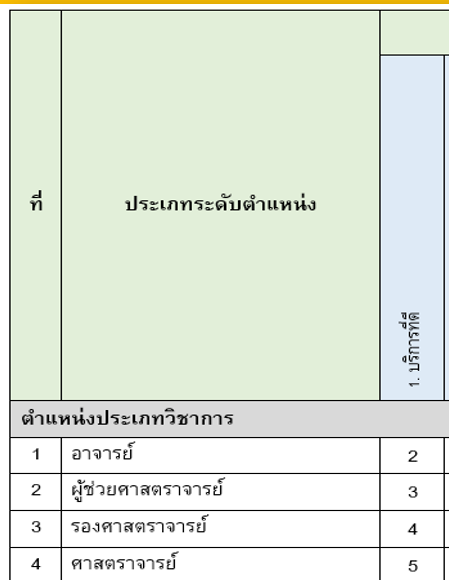 ที่
ประเภทระดับตำแหน่ง
1. บริการที่ดี
ตำแหน่งประเภทวิชาการ
1 อาจารย์ 2
2 ผู้ช่วยศาสตราจารย์ 3
3 รองศาสตราจารย์ 4
4 ศาสตราจารย์ 5